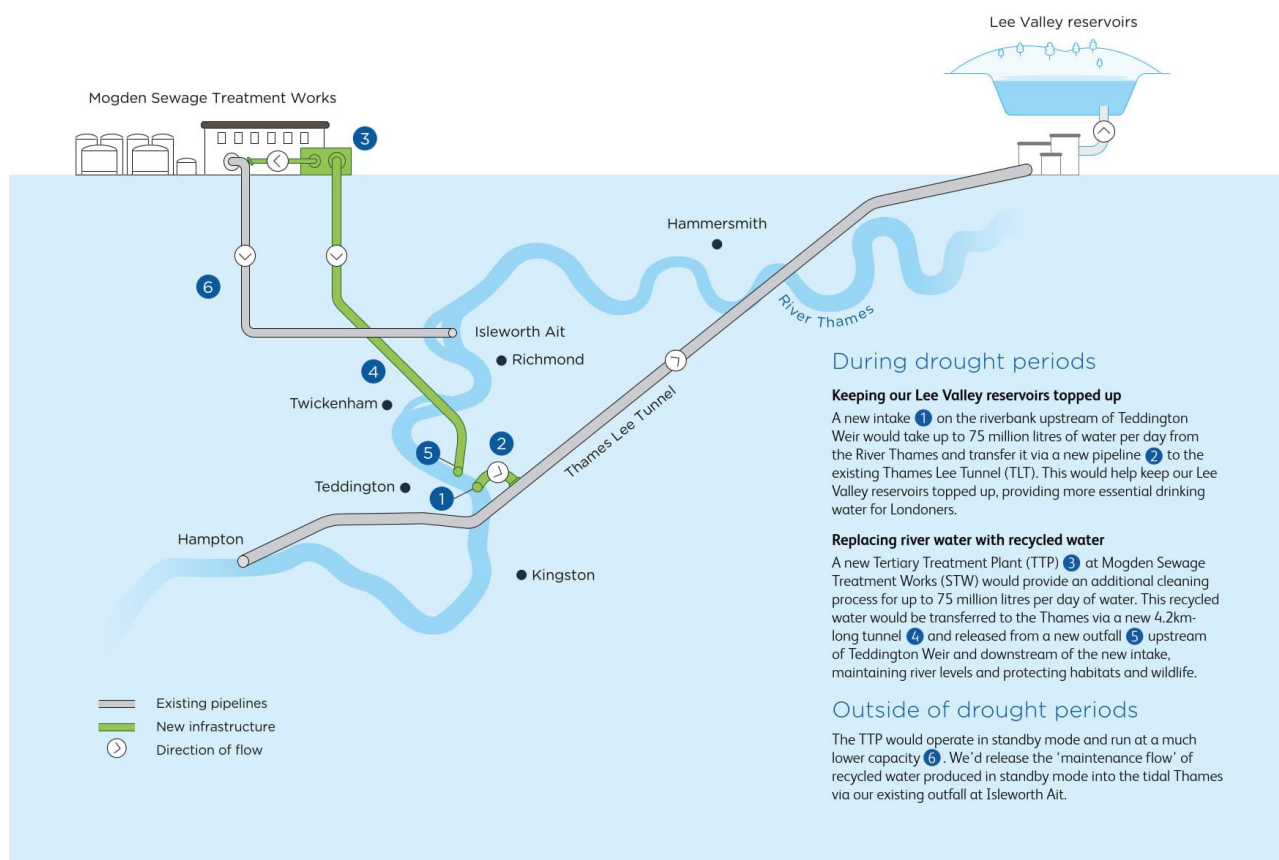 Lee Valley reservoirs
Mogden Sewage Treatment Works
3
Hammersmith
6
River Thames
Isleworth Ait
Richmond
4
Twickenham
Thames Lee Tunnel
2
5
Teddington
1
Hampton
Kingston
Existing pipelines
New infrastructure
Direction of flow
During drought periods
Keeping our Lee Valley reservoirs topped up
A new intake 1 on the riverbank upstream of Teddington
Weir would take up to 75 million litres of water per day from
the River Thames and transfer it via a new pipeline 2 to the
existing Thames Lee Tunnel (TLT). This would help keep our Lee
Valley reservoirs topped up, providing more essential drinking
water for Londoners.
Replacing river water with recycled water
A new Tertiary Treatment Plant (TTP) 3 at Mogden Sewage
Treatment Works (STW) would provide an additional cleaning
process for up to 75 million litres per day of water. This recycled
water would be transferred to the Thames via a new 4.2km-
long tunnel 4 and released from a new outfall 5 upstream
of Teddington Weir and downstream of the new intake,
maintaining river levels and protecting habitats and wildlife.
Outside of drought periods
The TTP would operate in standby mode and run at a much
lower capacity 6. We'd release the 'maintenance flow' of
recycled water produced in standby mode into the tidal Thames
via our existing outfall at Isleworth Ait.